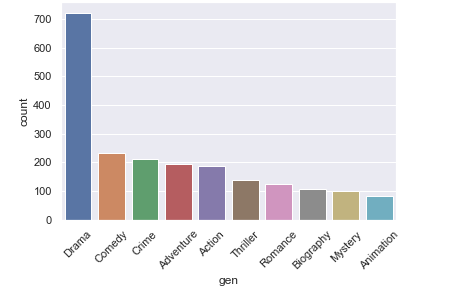 700
600
500
400
300
200
100
0
count
Drama
Comedy
Crime
Adventure
Action
Thriller
Romance
Biography
Mystery
Animation
gen